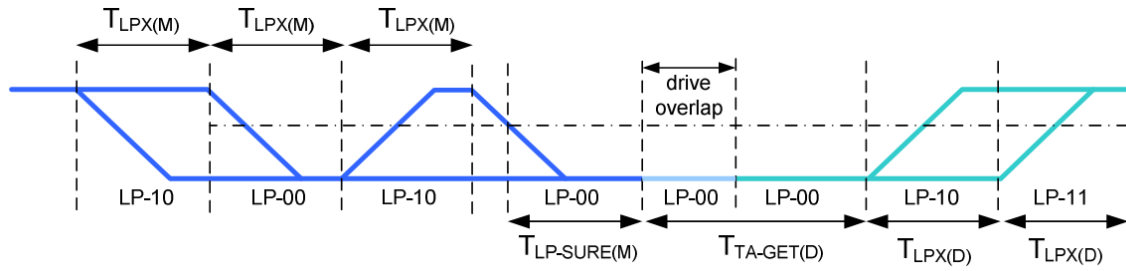 TLPX(M) TLPX(M) TLPX(M)
drive
overlap
LP-10 LP-00 LP-10 LP-00 LP-00 LP-00 LP-10 LP-11
TLP-SURE(M) TTA-GET(D) TLPX(D) TLPX(D)